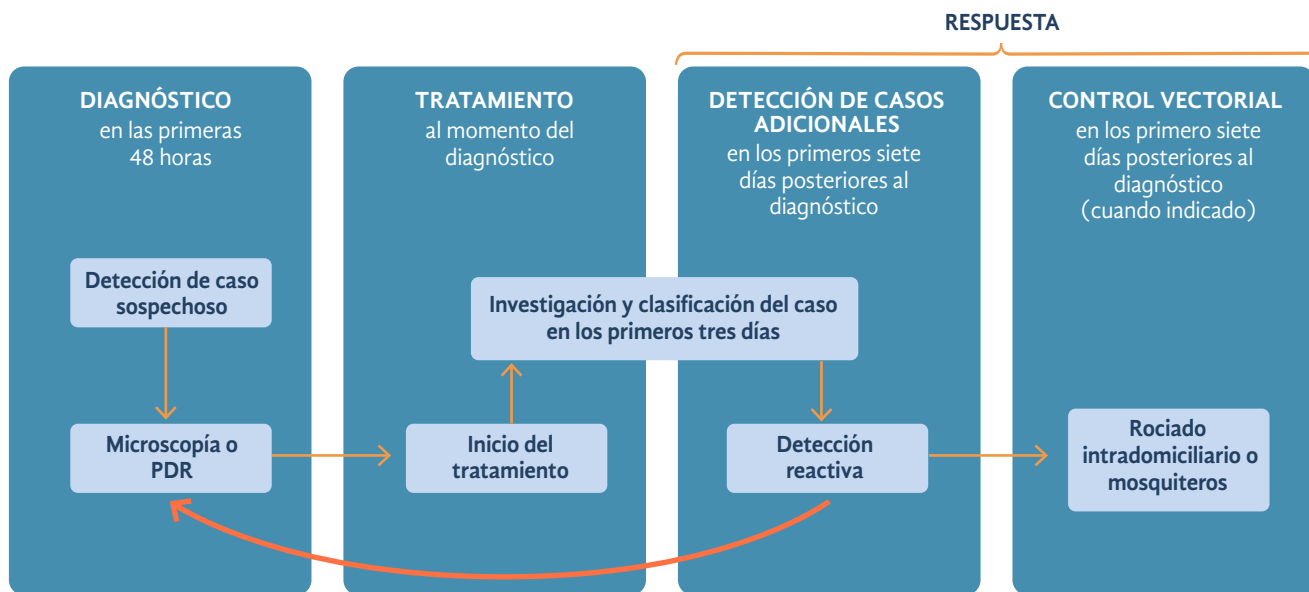 RESPUESTA
DIAGNÓSTICO
en las primeras
48 horas
Detección de caso
sospechoso
Microscopía o
PDR
TRATAMIENTO
al momento del
diagnóstico
Investigación y clasificación del caso
en los primeros tres días
Inicio del
tratamiento
DETECCIÓN DE CASOS
ADICIONALES
en los primeros siete
días posteriores al
diagnóstico
Detección
reactiva
CONTROL VECTORIAL
en los primero siete
días posteriores al
diagnóstico
(cuando indicado)
Rociado
intradomiciliario o
mosquiteros